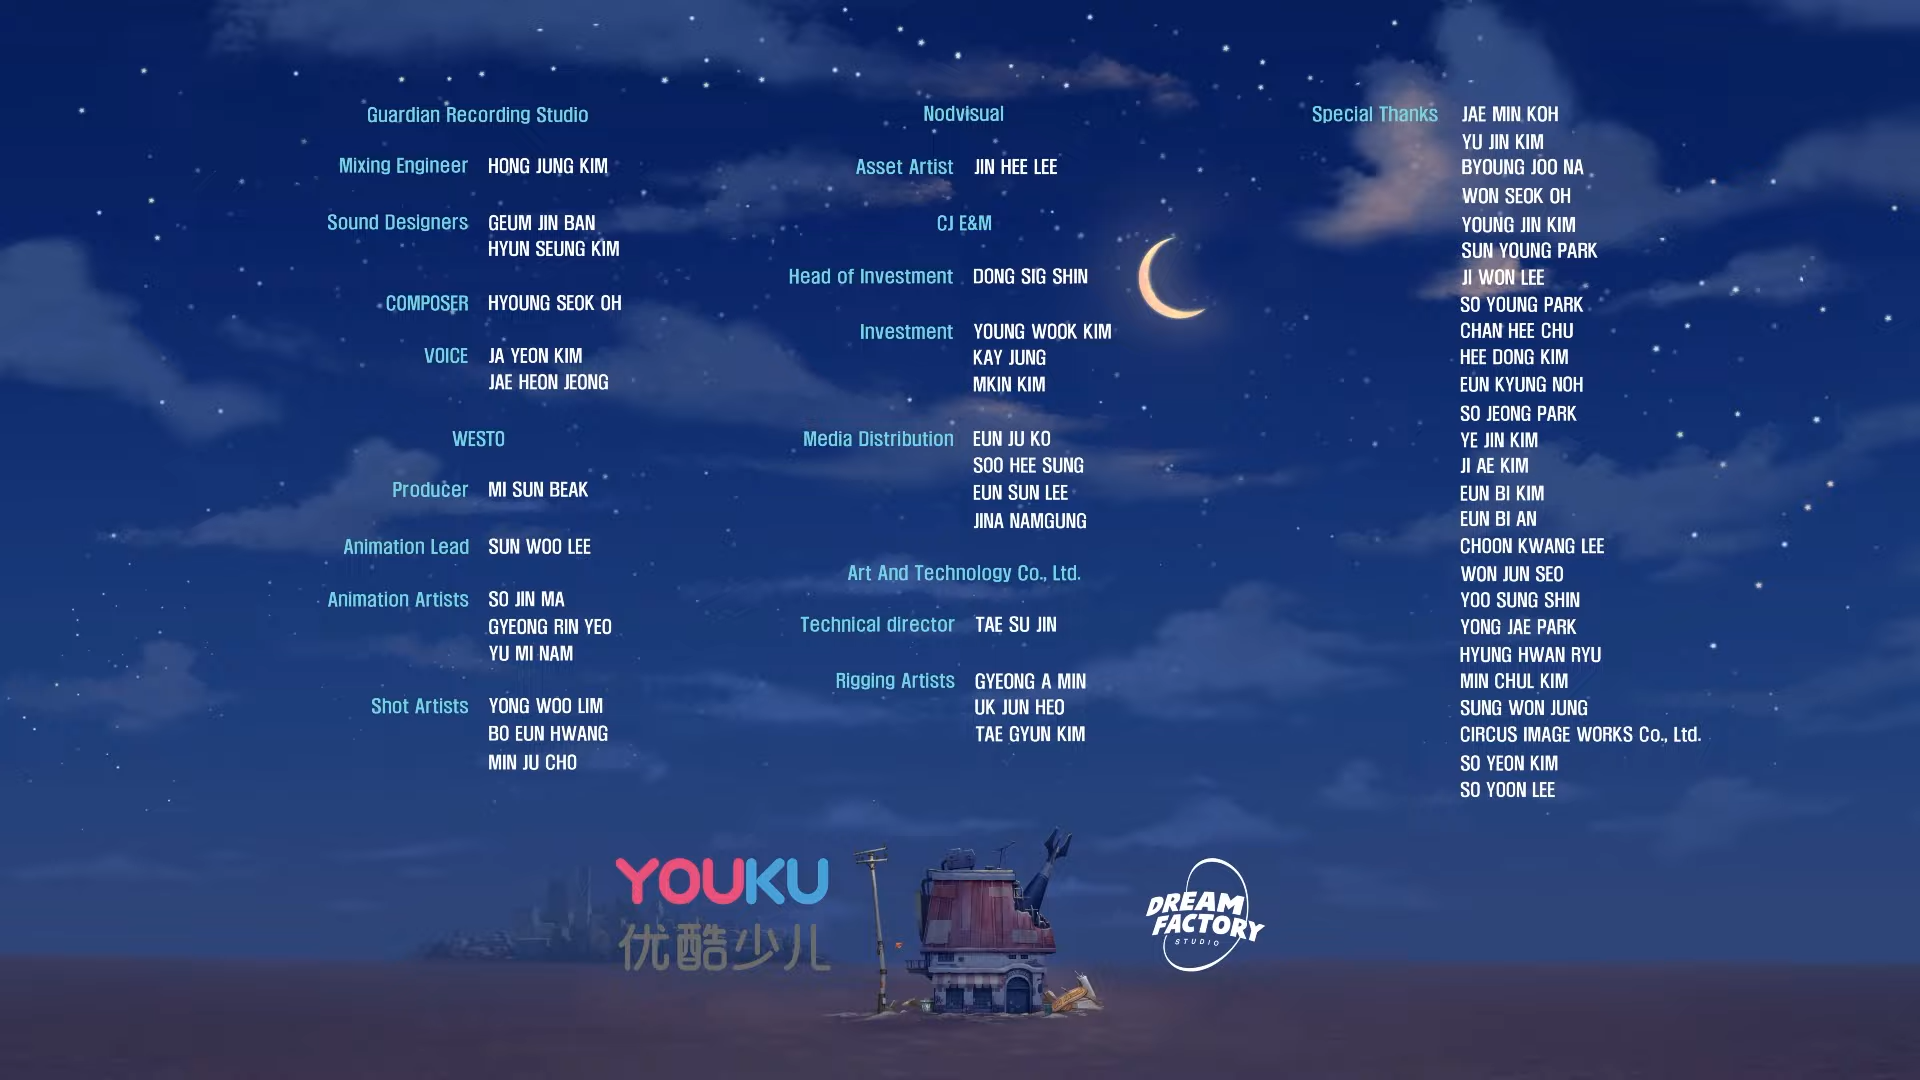 Guardian Recording Studio
Mixing Engineer HONG JUNG KIM
Sound Designers GEUM JIN BAN
HYUN SEUNG KIM
COMPOSER HYOUNG SEOK OH
VOICE JA YEON KIM
JAE HEON JEONG
WESTO
Producer MI SUN BEAK
Animation Lead SUN WOO LEE
Animation Artists SO JIN MA
GYEONG RIN YEO
YU MI NAM
Shot Artists YONG WOO LIM
BO EUN HWANG
MIN JU CHO
Nodvisual
Asset Artist JIN HEE LEE
CJ E&M
Head of Investment DONG SIG SHIN
Investment YOUNG WOOK KIM
KAY JUNG
MKIN KIM
Media Distribution EUN JU KO
SOO HEE SUNG
EUN SUN LEE
JINA NAMGUNG
Art And Technology Co., Ltd.
Technical director TAE SU JIN
Rigging Artists GYEONG A MIN
UK JUN HEO
TAE GYUN KIM
Special Thanks JAE MIN KOH
YU JIN KIM
BYOUNG JOO NA
WON SEOK OH
YOUNG JIN KIM
SUN YOUNG PARK
JI WON LEE
SO YOUNG PARK
CHAN HEE CHU
HEE DONG KIM
EUN KYUNG NOH
SO JEONG PARK
YE JIN KIM
JI AE KIM
EUN BI KIM
EUN BI AN
CHOON KWANG LEE
WON JUN SEO
YOO SUNG SHIN
YONG JAE PARK
HYUNG HWAN RYU
MIN CHUL KIM
SUNG WON JUNG
CIRCUS IMAGE WORKS Co., Ltd.
SO YEON KIM
SO YOON LEE
YOUKU
优酷少儿
DREAM
FACTORY
STUDIO